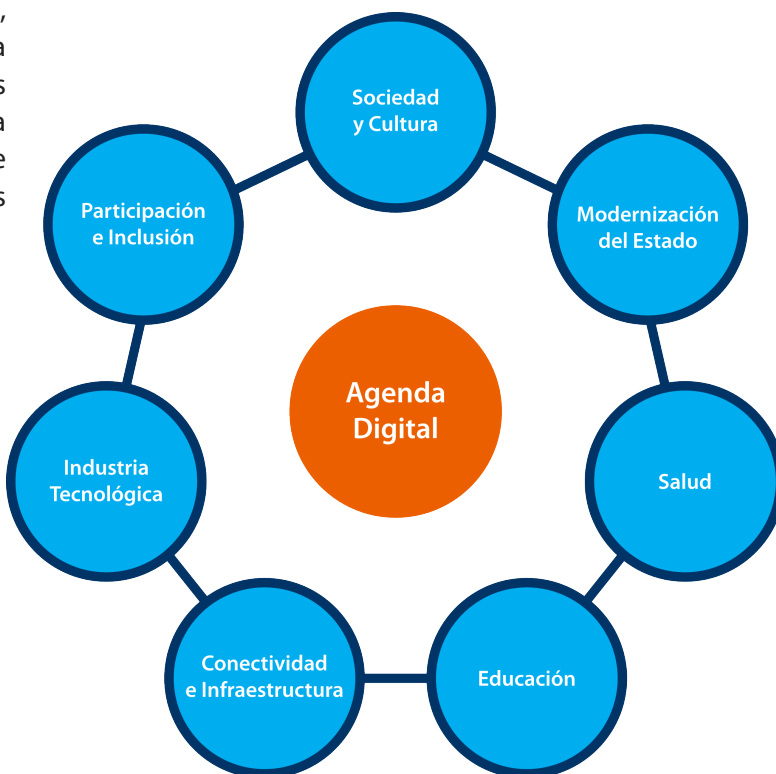 ,
a
s
a
e
s
Sociedad
y Cultura
Modernización
del Estado
Salud
Educación
Conectividad
e Infraestructura
Industria
Tecnológica
Participación
e Inclusión
Agenda
Digital